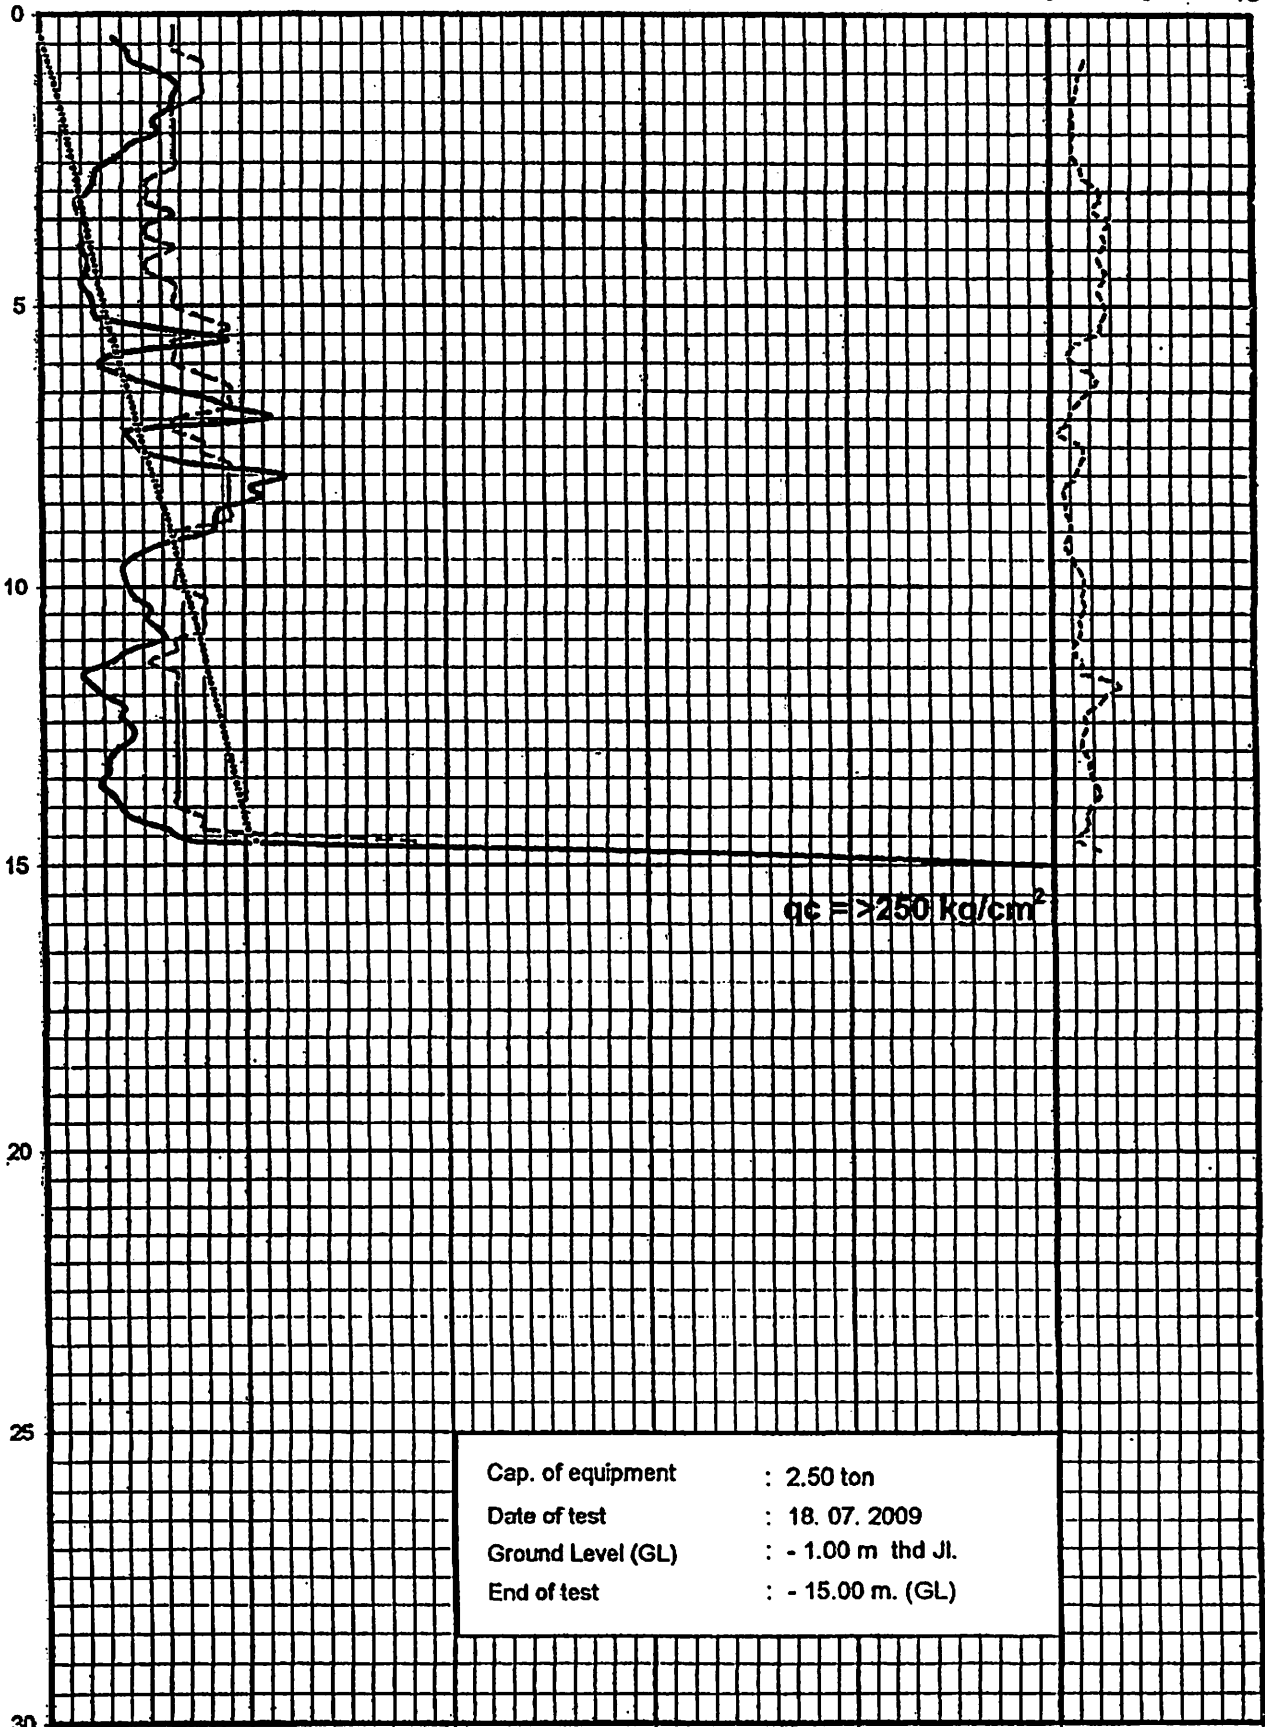 0
5
10
15
qc = >250 kg/cm²
20
25
Cap. of equipment : 2.50 ton
Date of test : 18. 07. 2009
Ground Level (GL) : - 1.00 m thd Jl.
End of test : - 15.00 m. (GL)
30